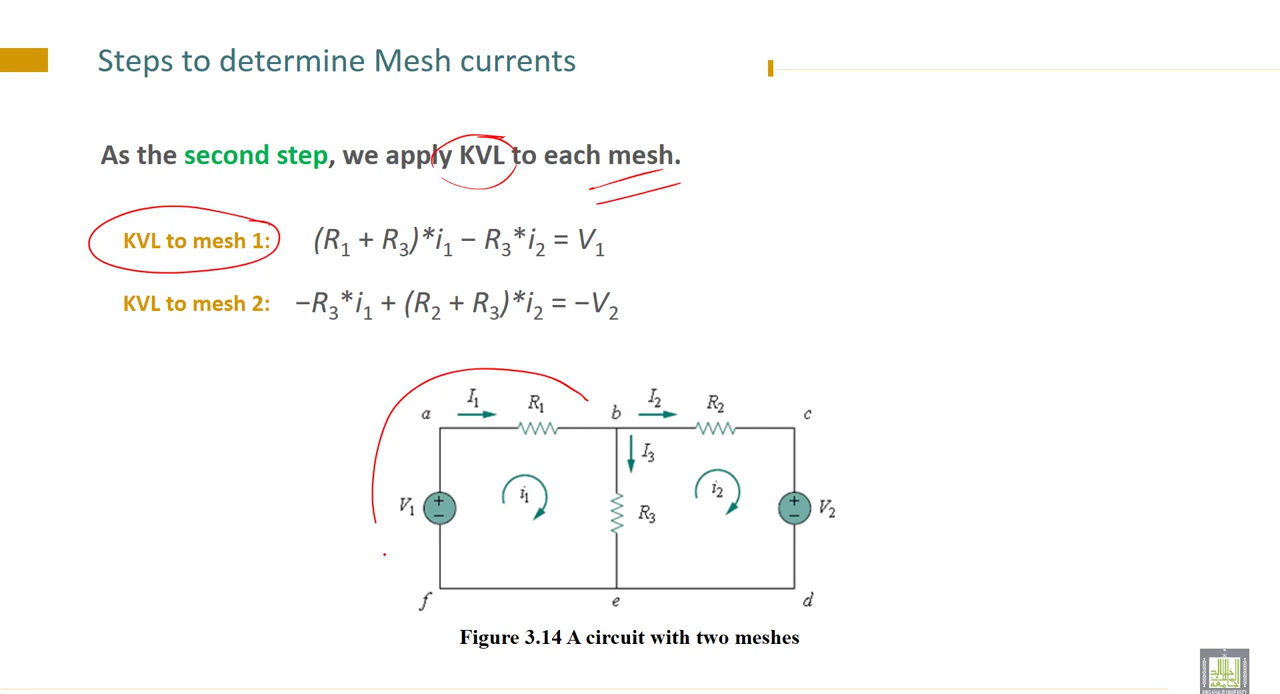 Steps to determine Mesh currents
As the second step, we apply KVL to each mesh.
KVL to mesh 1: (R₁ + R₃)*i₁ − R₃*i₂ = V₁
KVL to mesh 2: −R₃*i₁ + (R₂ + R₃)*i₂ = −V₂
a I₁ R₁ b I₂ R₂ c
I₃
V₁ + − i₁ R₃ i₂ + − V₂
f e d
Figure 3.14 A circuit with two meshes